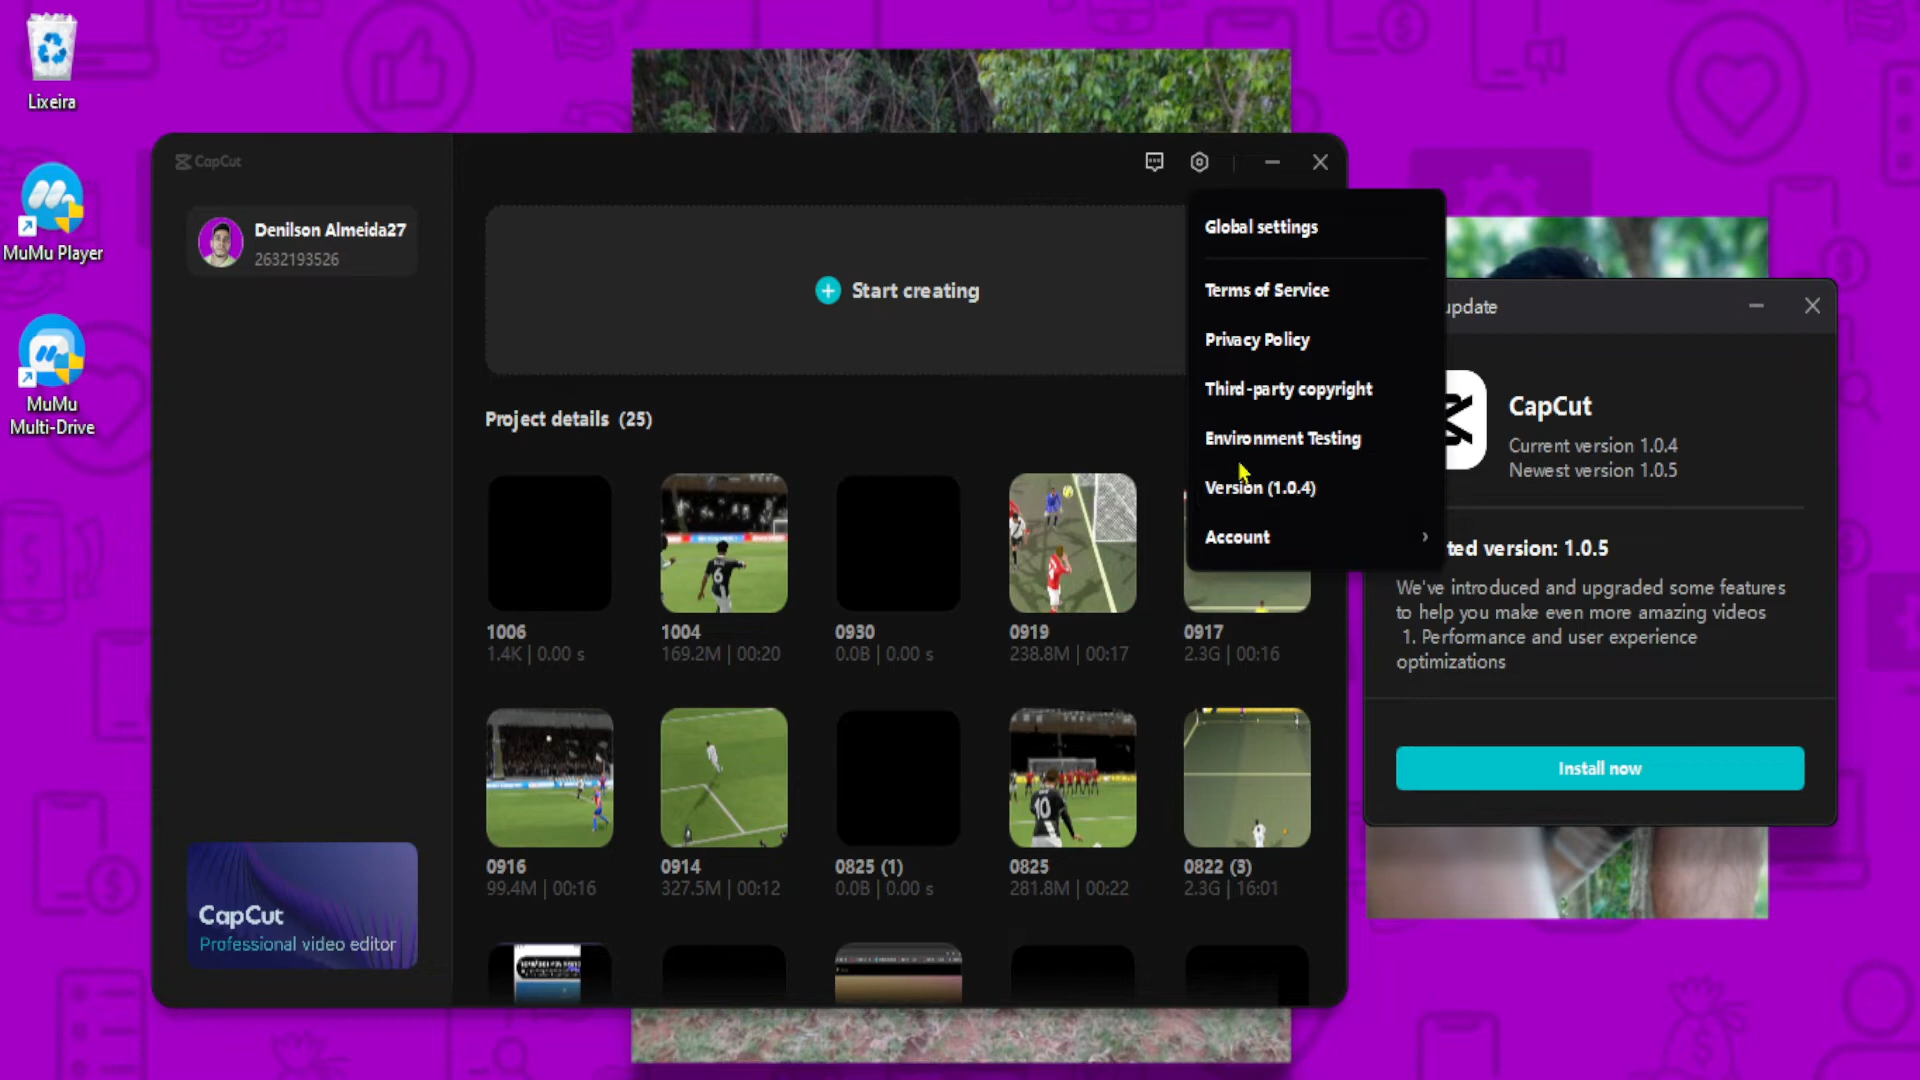 Lixeira
MuMu Player
MuMu
Multi-Drive
CapCut
Denilson Almeida27
2632193526
CapCut
Professional video editor
Start creating
Project details (25)
1006
1.4K | 0.00 s
1004
169.2M | 00:20
0930
0.0B | 0.00 s
0919
238.8M | 00:17
0917
2.3G | 00:16
0916
99.4M | 00:16
0914
327.5M | 00:12
0825 (1)
0.0B | 0.00 s
0825
281.8M | 00:22
0822 (3)
2.3G | 16:01
Global settings
Terms of Service
Privacy Policy
Third-party copyright
Environment Testing
Version (1.0.4)
Account
update
CapCut
Current version 1.0.4
Newest version 1.0.5
ted version: 1.0.5
We've introduced and upgraded some features
to help you make even more amazing videos
1. Performance and user experience
optimizations
Install now